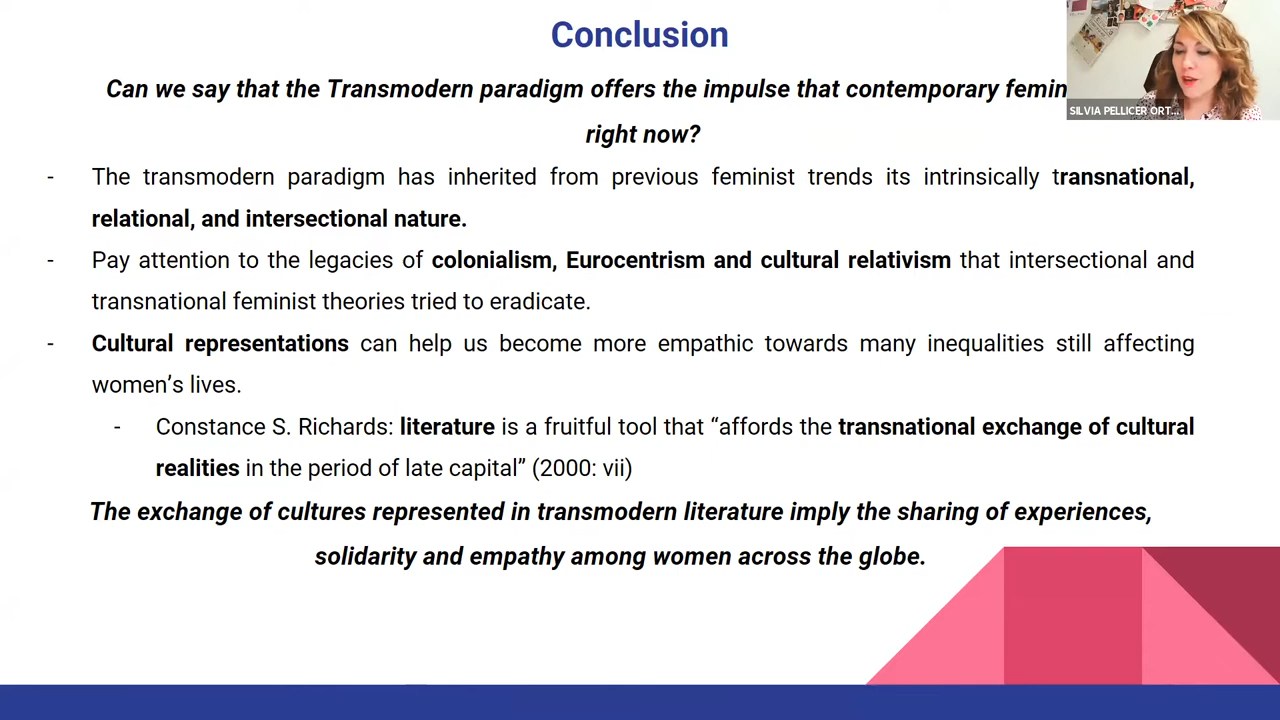 Conclusion
Can we say that the Transmodern paradigm offers the impulse that contemporary femin
right now?
- The transmodern paradigm has inherited from previous feminist trends its intrinsically transnational,
relational, and intersectional nature.
- Pay attention to the legacies of colonialism, Eurocentrism and cultural relativism that intersectional and
transnational feminist theories tried to eradicate.
- Cultural representations can help us become more empathic towards many inequalities still affecting
women’s lives.
- Constance S. Richards: literature is a fruitful tool that “affords the transnational exchange of cultural
realities in the period of late capital” (2000: vii)
The exchange of cultures represented in transmodern literature imply the sharing of experiences,
solidarity and empathy among women across the globe.
SILVIA PELLICER ORT...